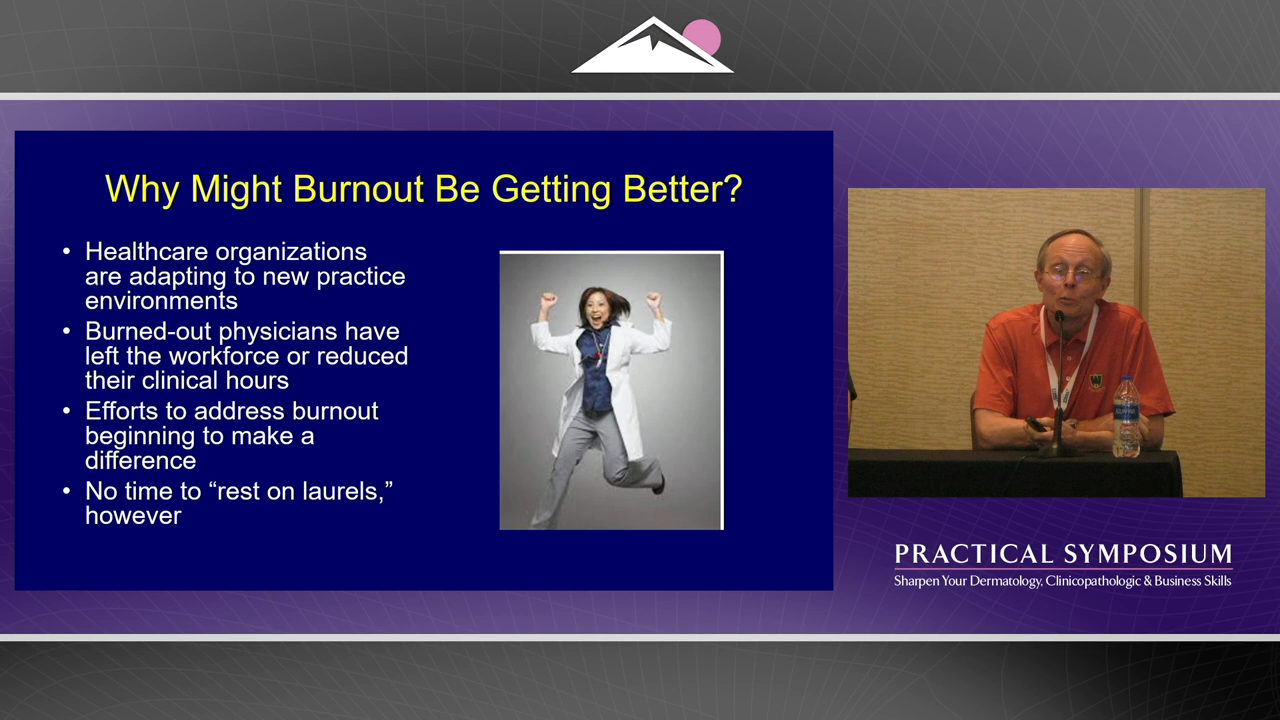 Why Might Burnout Be Getting Better?
• Healthcare organizations
are adapting to new practice
environments
• Burned-out physicians have
left the workforce or reduced
their clinical hours
• Efforts to address burnout
beginning to make a
difference
• No time to “rest on laurels,”
however
PRACTICAL SYMPOSIUM
Sharpen Your Dermatology, Clinicopathologic & Business Skills